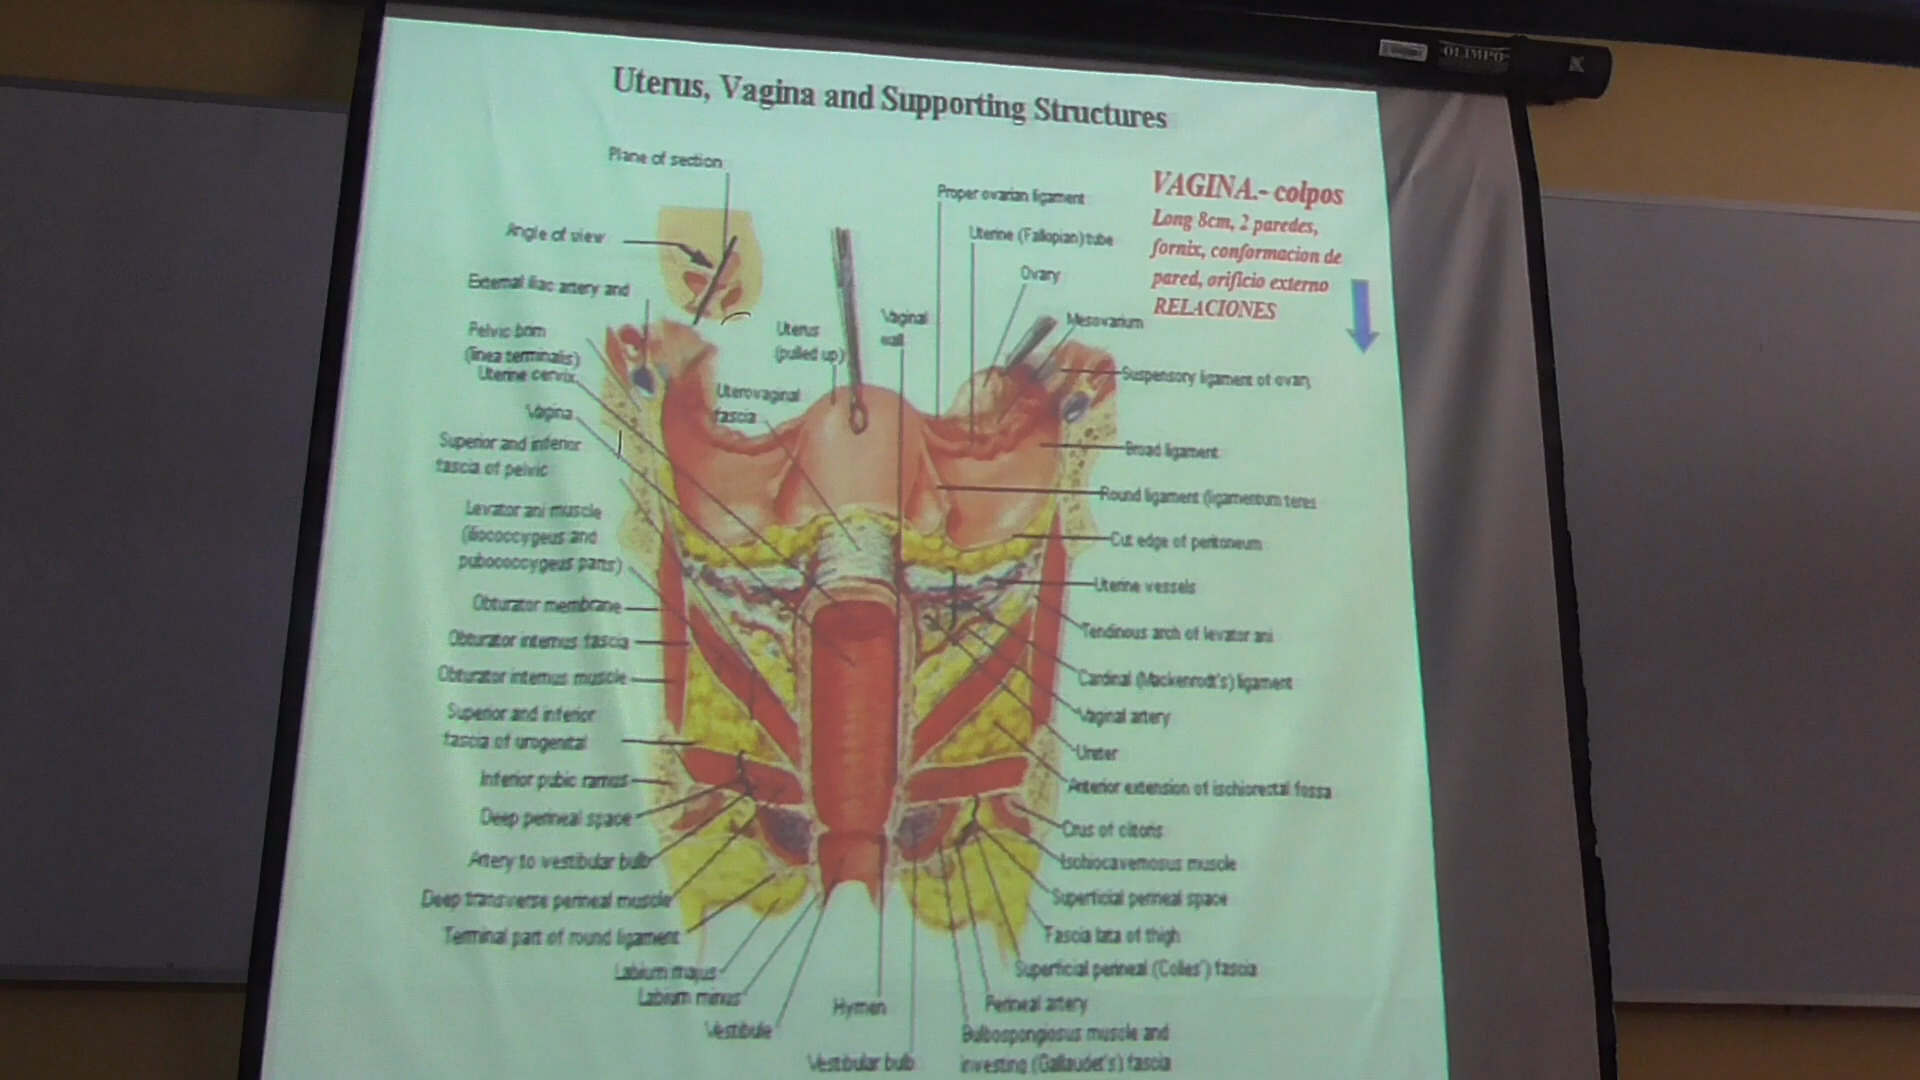 OLIMPO
Uterus, Vagina and Supporting Structures
Plane of section
Angle of view
External iliac artery and
Pelvic brim
(linea terminalis)
Uterine cervix
Vagina
Superior and inferior
fascia of pelvic
Levator ani muscle
(iliococcygeus and
pubococcygeus parts)
Obturator membrane
Obturator internus fascia
Obturator internus muscle
Superior and inferior
fascia of urogenital
Inferior pubic ramus
Deep perineal space
Artery to vestibular bulb
Deep transverse perineal muscle
Terminal part of round ligament
Labium majus
Labium minus
Vestibule
Uterus
(pulled up)
Uterovaginal
fascia
Vaginal
wall
Hymen
Vestibular bulb
Proper ovarian ligament
Uterine (Fallopian) tube
Ovary
Mesovarium
Suspensory ligament of ovary
Broad ligament
Round ligament (ligamentum teres
Cut edge of peritoneum
Uterine vessels
Tendinous arch of levator ani
Cardinal (Mackenrodt's) ligament
Vaginal artery
Ureter
Anterior extension of ischiorectal fossa
Crus of clitoris
Ischiocavernosus muscle
Superficial perineal space
Fascia lata of thigh
Superficial perineal (Colles') fascia
Perineal artery
Bulbospongiosus muscle and
investing (Gallaudet's) fascia
VAGINA.- colpos
Long 8cm, 2 paredes,
fornix, conformacion de
pared, orificio externo
RELACIONES